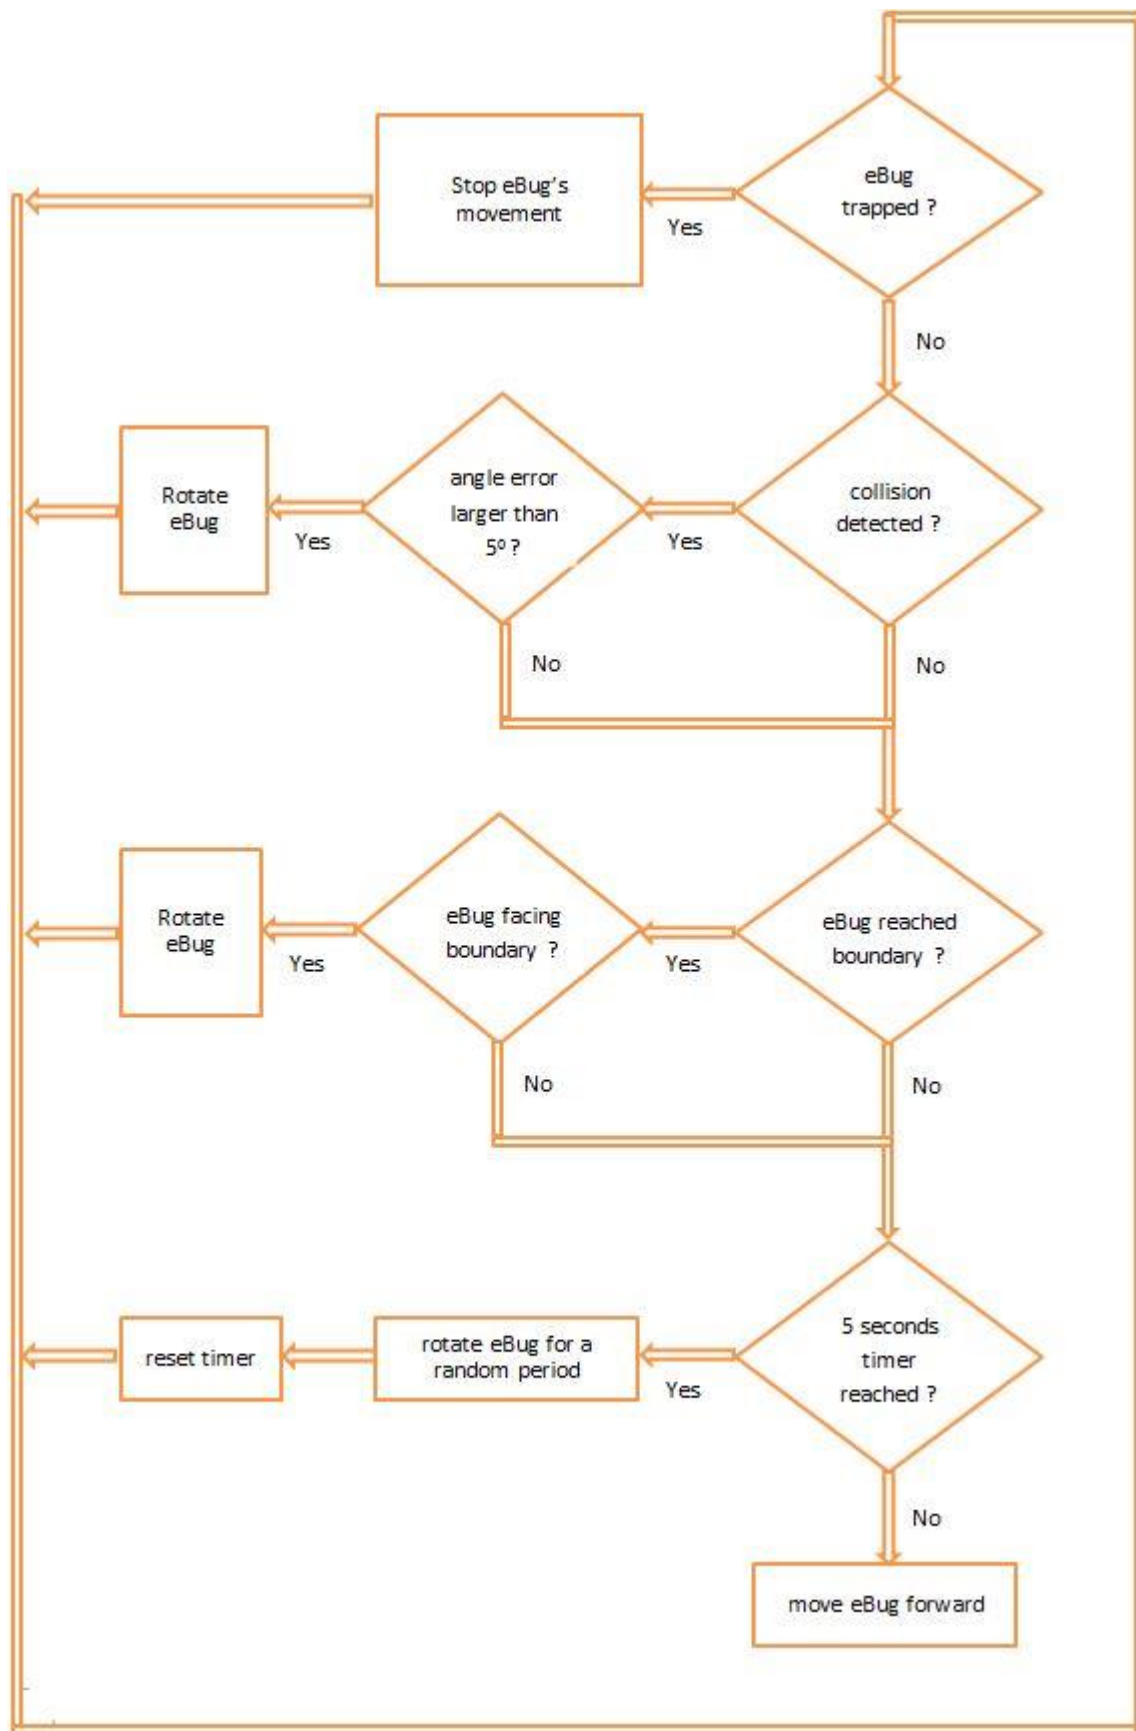 eBug
trapped ?
Stop eBug's
movement
Yes
No
collision
detected ?
Yes
angle error
larger than
5º ?
Yes
Rotate
eBug
No
No
eBug reached
boundary ?
Yes
eBug facing
boundary ?
Yes
Rotate
eBug
No
No
5 seconds
timer
reached ?
Yes
rotate eBug for a
random period
reset timer
No
move eBug forward